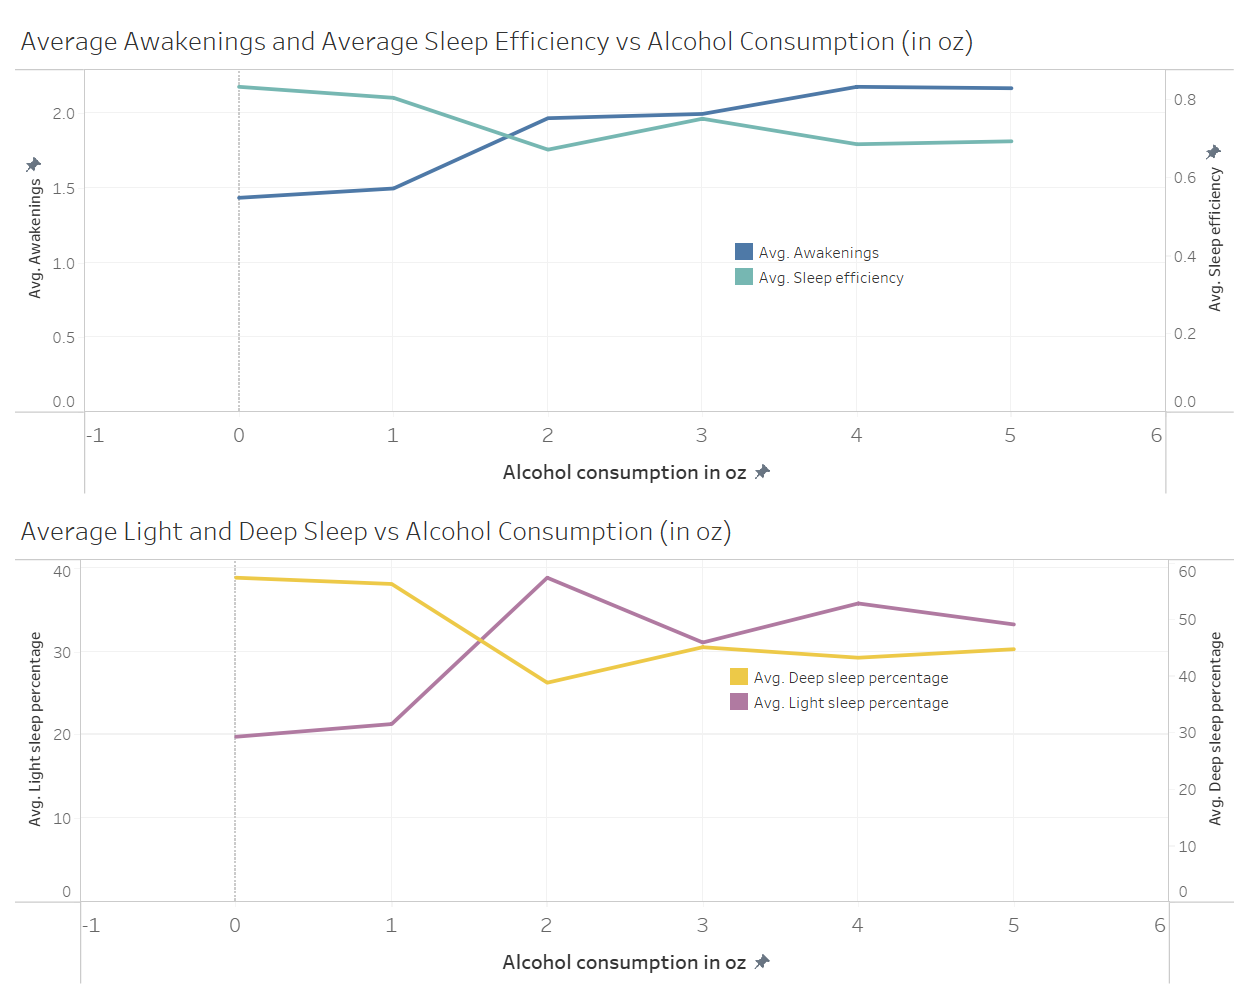 Average Awakenings and Average Sleep Efficiency vs Alcohol Consumption (in oz)
2.0
1.5
1.0
0.5
0.0
Avg. Awakenings
0.8
0.6
0.4
0.2
0.0
Avg. Sleep efficiency
Avg. Awakenings
Avg. Sleep efficiency
-1 0 1 2 3 4 5 6
Alcohol consumption in oz
Average Light and Deep Sleep vs Alcohol Consumption (in oz)
40
30
20
10
0
Avg. Light sleep percentage
60
50
40
30
20
10
0
Avg. Deep sleep percentage
Avg. Deep sleep percentage
Avg. Light sleep percentage
-1 0 1 2 3 4 5 6
Alcohol consumption in oz